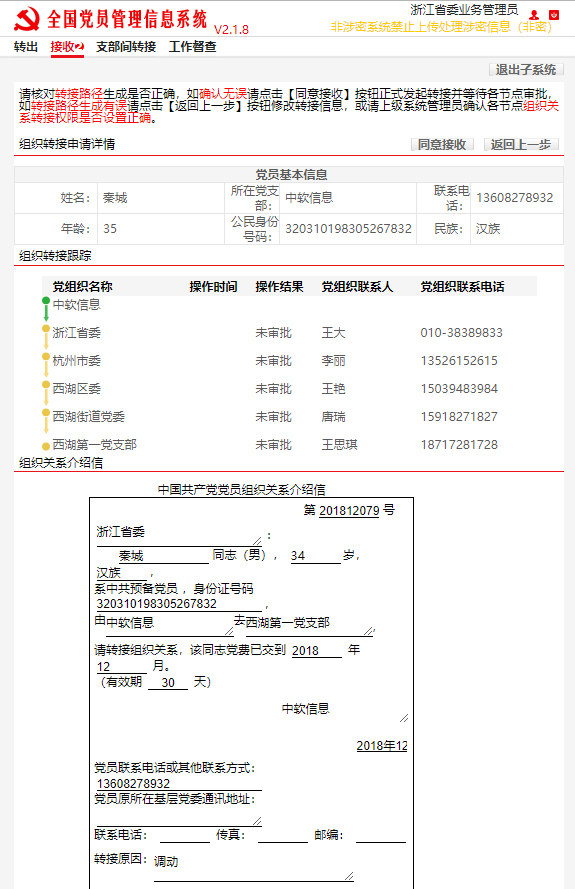 全国党员管理信息系统 V2.1.8
浙江省委业务管理员
非涉密系统禁止上传处理涉密信息（非密）
转出 接收2 支部间转接 工作督查
退出子系统
请核对转接路径生成是否正确，如确认无误请点击【同意接收】按钮正式发起转接并等待各节点审批，
如转接路径生成有误请点击【返回上一步】按钮修改转接信息，或请上级系统管理员确认各节点组织关
系转接权限是否设置正确。
组织转接申请详情 同意接收 返回上一步
党员基本信息
姓名： 秦城 所在党支部： 中软信息 联系电话： 13608278932
年龄： 35 公民身份号码： 320310198305267832 民族： 汉族
组织转接跟踪
党组织名称 操作时间 操作结果 党组织联系人 党组织联系电话
中软信息
浙江省委 未审批 王大 010-38389833
杭州市委 未审批 李丽 13526152615
西湖区委 未审批 王艳 15039483984
西湖街道党委 未审批 唐瑞 15918271827
西湖第一党支部 未审批 王思琪 18717281728
组织关系介绍信
中国共产党党员组织关系介绍信
第 201812079 号
浙江省委 ：
秦城 同志（男）， 34 岁，
汉族 ，
系中共预备党员 ，身份证号码
320310198305267832 ，
由中软信息 去西湖第一党支部 ，
请转接组织关系，该同志党费已交到 2018 年
12 月。
（有效期 30 天）
中软信息
2018年12
党员联系电话或其他联系方式：
13608278932
党员原所在基层党委通讯地址：
联系电话： 传真： 邮编：
转接原因： 调动